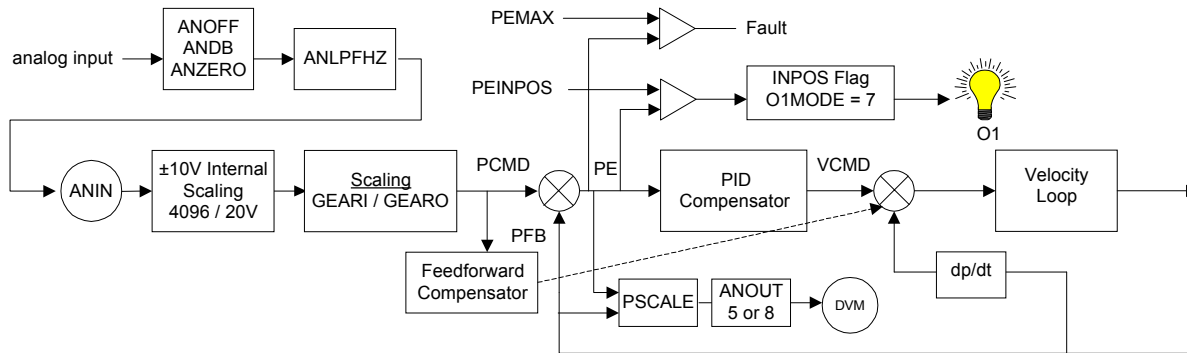 PEMAX
Fault
analog input
ANOFF
ANDB
ANZERO
ANLPFHZ
PEINPOS
INPOS Flag
O1MODE = 7
O1
ANIN
±10V Internal
Scaling
4096 / 20V
Scaling
GEARI / GEARO
PCMD
PE
PID
Compensator
VCMD
Velocity
Loop
PFB
Feedforward
Compensator
PSCALE
ANOUT
5 or 8
DVM
dp/dt